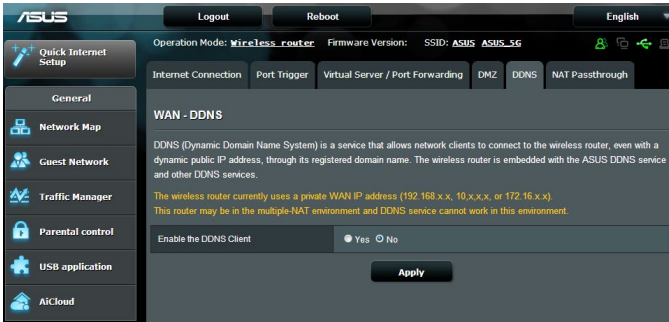 ASUS
Logout
Reboot
English
Quick Internet
Setup
Operation Mode: Wireless router Firmware Version: SSID: ASUS ASUS_5G
Internet Connection
Port Trigger
Virtual Server / Port Forwarding
DMZ
DDNS
NAT Passthrough
General
Network Map
Guest Network
Traffic Manager
Parental control
USB application
AiCloud
WAN - DDNS
DDNS (Dynamic Domain Name System) is a service that allows network clients to connect to the wireless router, even with a
dynamic public IP address, through its registered domain name. The wireless router is embedded with the ASUS DDNS service
and other DDNS services.
The wireless router currently uses a private WAN IP address (192.168.x.x, 10,x,x,x, or 172.16.x.x).
This router may be in the multiple-NAT environment and DDNS service cannot work in this environment.
Enable the DDNS Client
Yes No
Apply